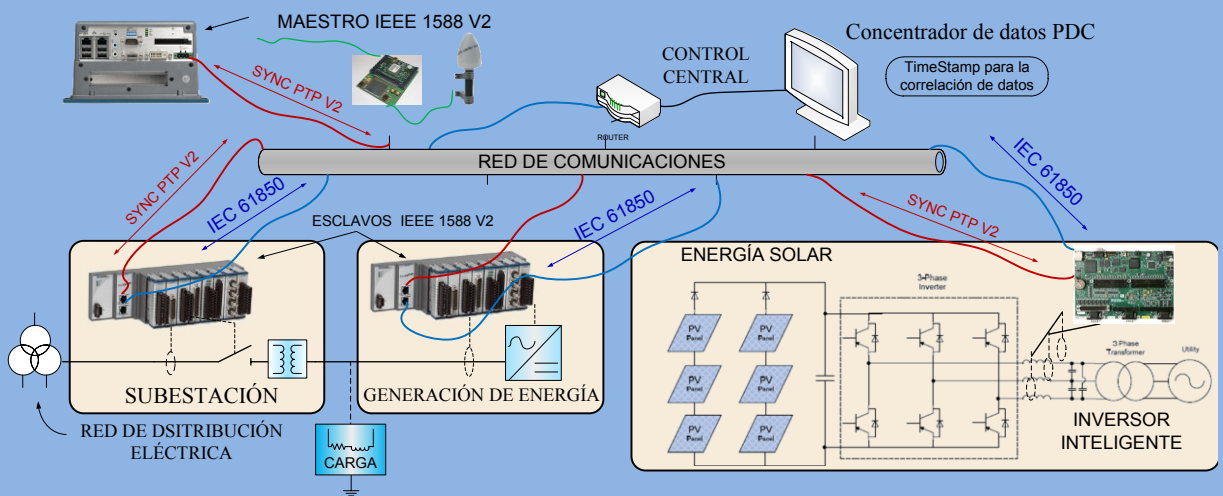 MAESTRO IEEE 1588 V2
Concentrador de datos PDC
CONTROL
CENTRAL
TimeStamp para la
correlación de datos
SYNC PTP V2
ROUTER
RED DE COMUNICACIONES
SYNC PTP V2
IEC 61850
ESCLAVOS IEEE 1588 V2
IEC 61850
SYNC PTP V2
IEC 61850
ENERGÍA SOLAR
3-Phase
Inverter
PV
Panel
PV
Panel
PV
Panel
PV
Panel
PV
Panel
PV
Panel
3 Phase
Transformer
Utility
SUBESTACIÓN
GENERACIÓN DE ENERGÍA
INVERSOR
INTELIGENTE
RED DE DSITRIBUCIÓN
ELÉCTRICA
CARGA